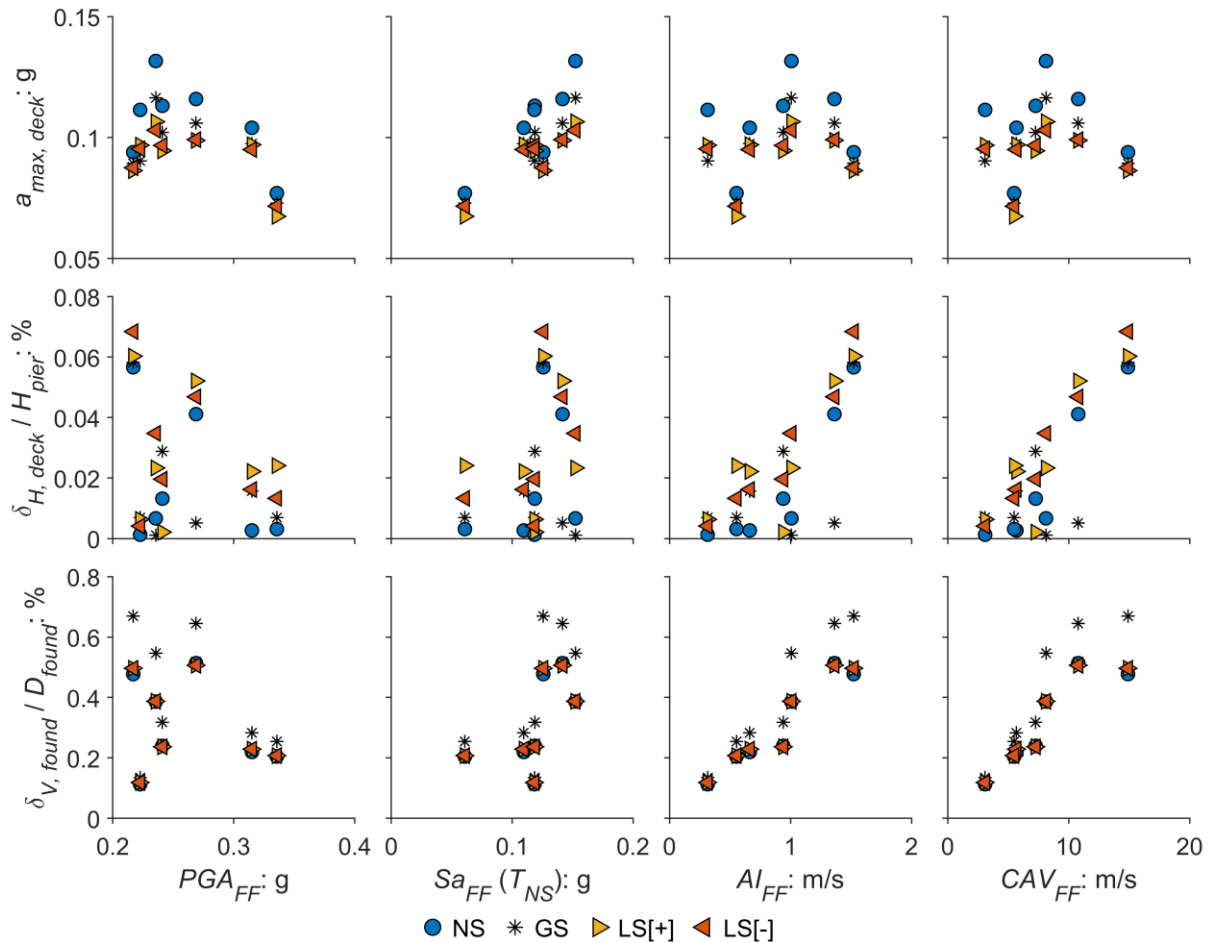 0.15
0.1
0.05
a_max, deck: g
0.08
0.06
0.04
0.02
0
δ_H, deck / H_pier: %
0.8
0.6
0.4
0.2
0
δ_V, found / D_found: %
0.2 0.3 0.4 0 0.1 0.2 0 1 2 0 10 20
PGA_FF: g Sa_FF (T_NS): g AI_FF: m/s CAV_FF: m/s
NS GS LS[+] LS[-]